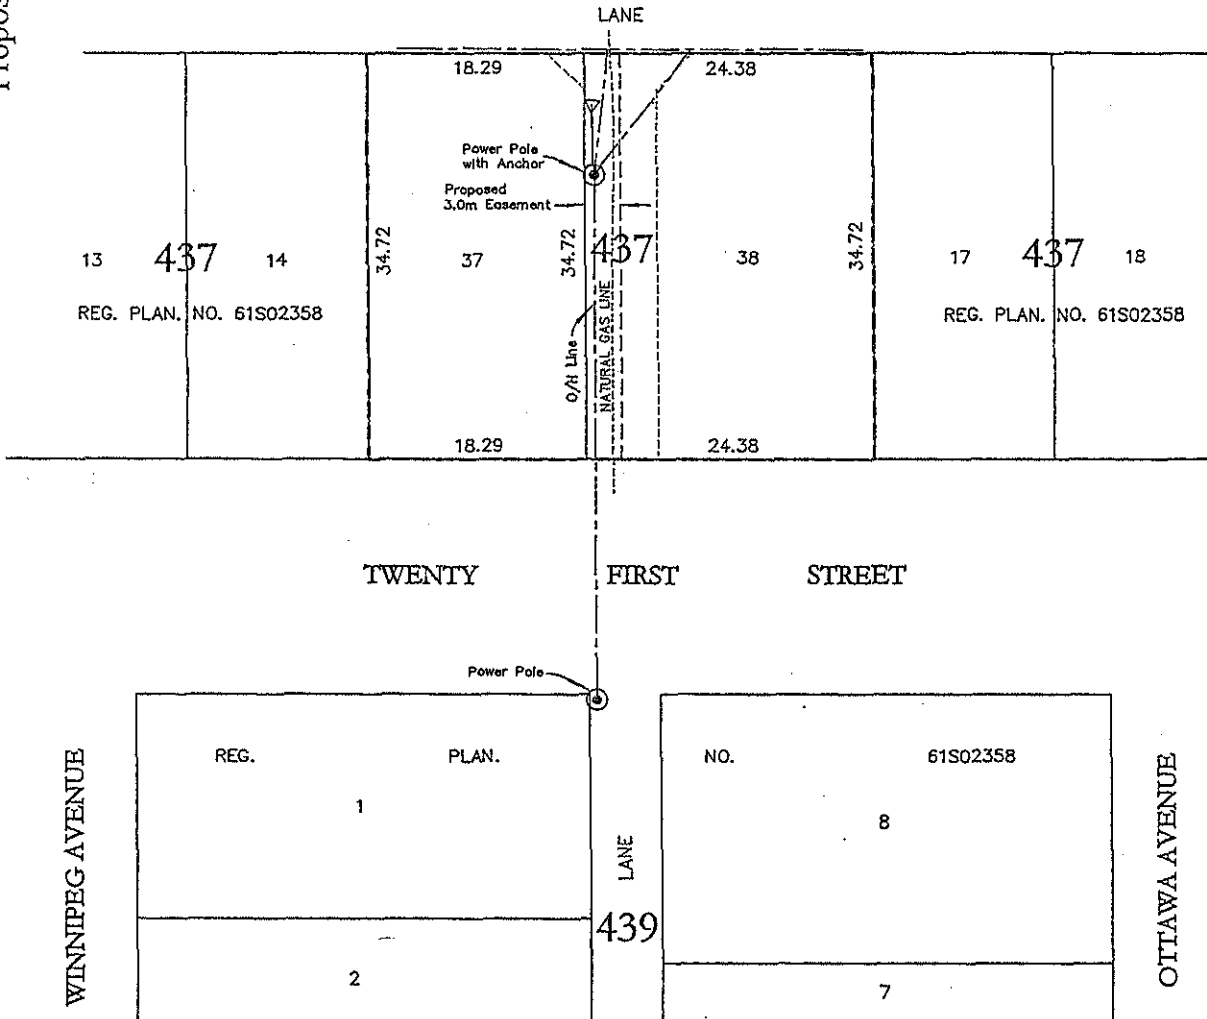 Propos
LANE
18.29
24.38
Power Pole
with Anchor
Proposed
3.0m Easement
13
437
14
34.72
37
34.72
437
38
34.72
17
437
18
REG. PLAN. NO. 61S02358
REG. PLAN. NO. 61S02358
O/H Line
NATURAL GAS LINE
18.29
24.38
TWENTY FIRST STREET
Power Pole
REG. PLAN. NO. 61S02358
1
8
WINNIPEG AVENUE
LANE
OTTAWA AVENUE
439
2
7